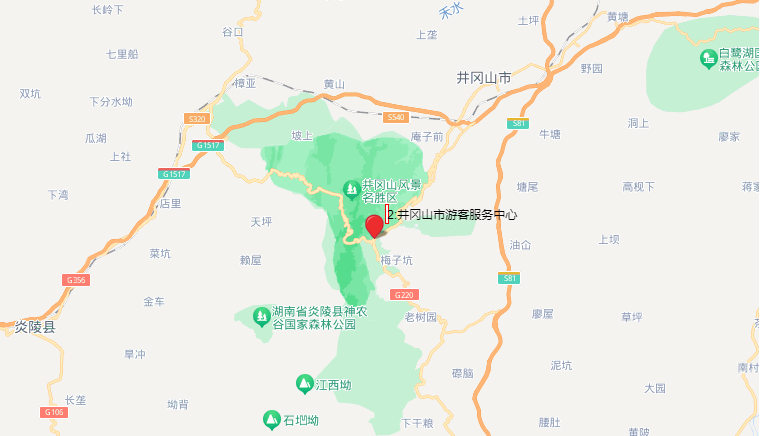 长岭下
禾水
土坪
黄塘
谷口
上垄
白鹭湖国
森林公园
七里船
野园
井冈山市
樟亚
黄山
双坑
下分水坳
S320
S540
S81
洞上
坡上
庵子前
牛塘
廖家
瓜湖
G1517
上社
G1517
井冈山风景
名胜区
塘尾
高枧下
蒋家
下湾
店里
2:井冈山市游客服务中心
天坪
油㘰
上坝
菜坑
赖屋
梅子坑
G356
S81
G220
金车
湖南省炎陵县神农
谷国家森林公园
老树园
廖屋
草坪
炎陵县
旱冲
泥坑
南村
江西坳
磜脑
大园
长垄
坳背
G106
石垇坳
下干粮
腰肚
黄陂